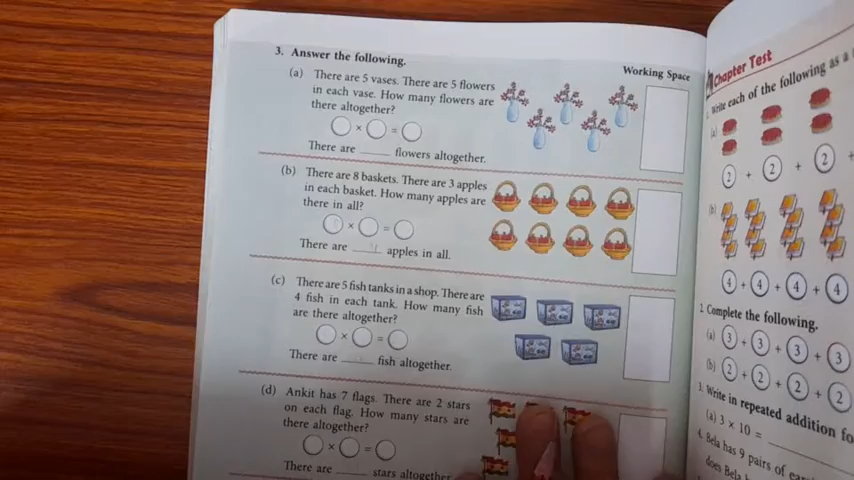 3. Answer the following.
Working Space
(a) There are 5 vases. There are 5 flowers
in each vase. How many flowers are
there altogether?
× =
There are _____ flowers altogether.
(b) There are 8 baskets. There are 3 apples
in each basket. How many apples are
there in all?
× =
There are _____ apples in all.
(c) There are 5 fish tanks in a shop. There are
4 fish in each tank. How many fish
are there altogether?
× =
There are _____ fish altogether.
(d) Ankit has 7 flags. There are 2 stars
on each flag. How many stars are
there altogether?
× =
There are _____ stars altogether
Chapter Test
Write each of the following as a
(a)
2 + 2 + 2 +
(b)
4 + 4 + 4 + 4
2. Complete the following.
(a) 3 + 3 + 3 + 3
(b) 2 + 2 + 2 + 2
3. Write in repeated addition fo
(a) 3 × 10 =
4. Bela has 9 pairs of ear
does Bela